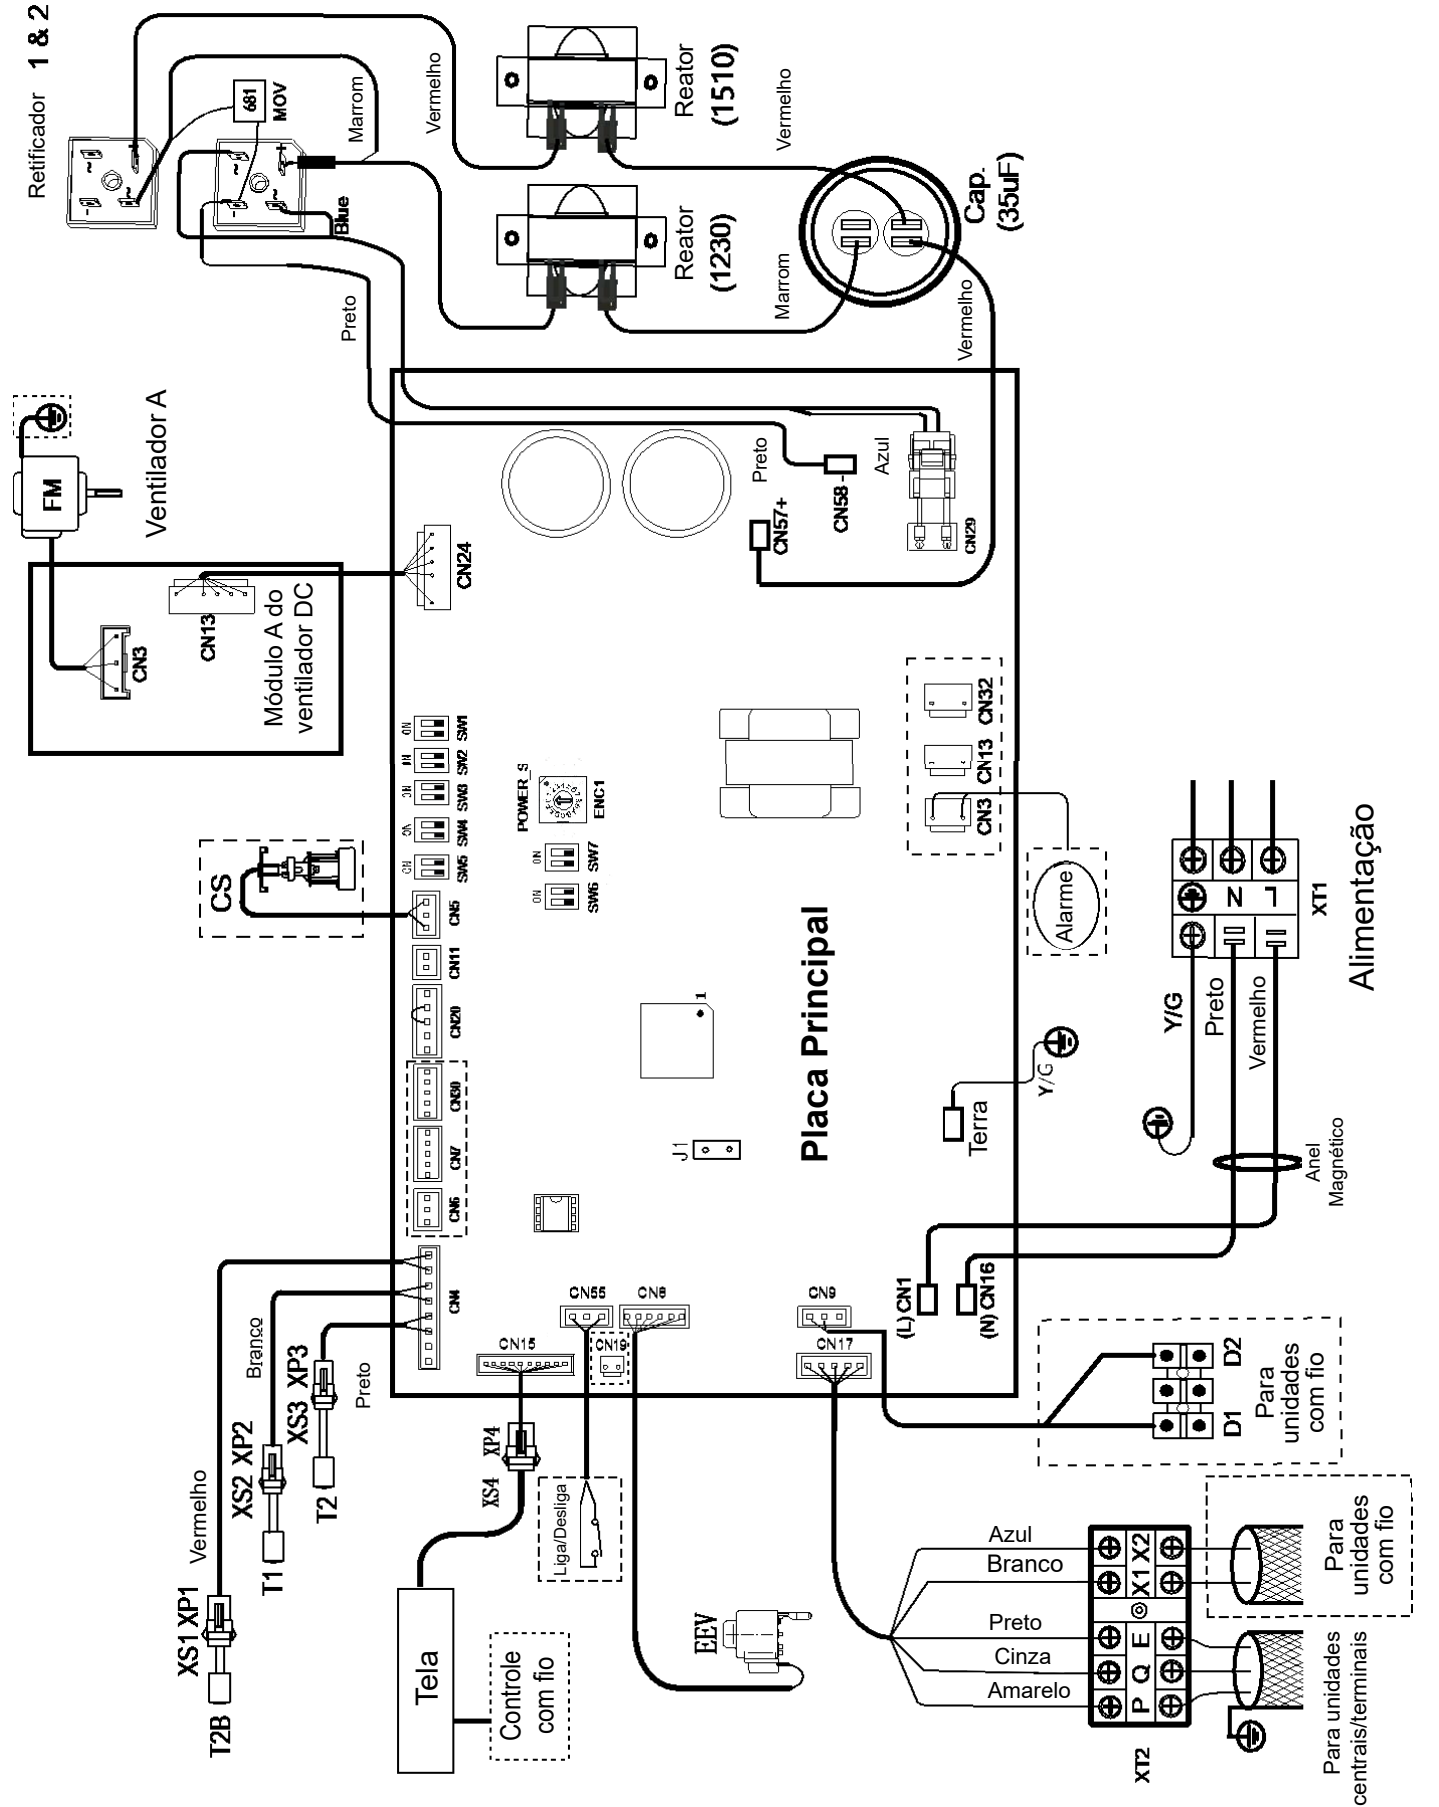 Retificador 1 & 2
681
MOV
Blue
Marrom
Vermelho
Preto
Reator
(1510)
Reator
(1230)
Vermelho
Marrom
Vermelho
Cap.
(35uF)
FM
Ventilador A
CN3
CN13
Módulo A do
ventilador DC
CN24
Preto
CN57+
CN58-
Azul
CN29
CS
SW1
SW2
SW3
SW4
SW5
CN5
CN11
CN20
CN30
CN7
CN6
CN4
POWER_S
ENC1
SW7
SW6
ON
ON
CN32
CN13
CN3
Alarme
Placa Principal
1
J1
Terra
Y/G
(L) CN1
(N) CN16
CN55
CN8
CN15
CN19
CN9
CN17
Vermelho
Branco
Preto
XS1 XP1
XS2 XP2
XS3 XP3
T2B
T1
T2
XS4 XP4
Tela
Controle
com fio
Liga/Desliga
EEV
N
L
XT1
Alimentação
Y/G
Preto
Vermelho
Anel
Magnético
D1
D2
Para
unidades
com fio
Azul
Branco
Preto
Cinza
Amarelo
P Q E X1 X2
XT2
Para
unidades
com fio
Para unidades
centrais/terminais